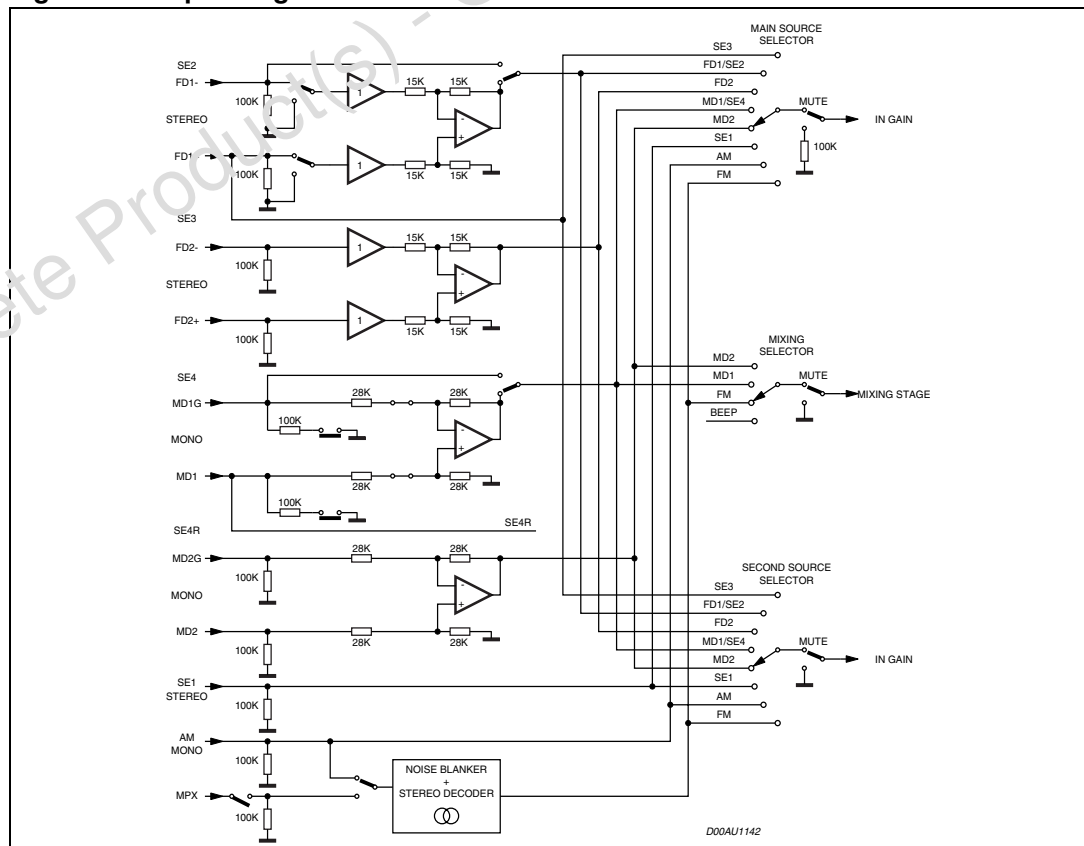 MAIN SOURCE
SELECTOR
SE3
SE2
FD1/SE2
FD1-
15K
15K
FD2
100K
1
MD1/SE4
MUTE
STEREO
MD2
IN GAIN
-
+
SE1
100K
AM
100K
1
15K
15K
FM
SE3
FD2-
15K
15K
1
100K
-
+
STEREO
FD2+
1
15K
15K
100K
MIXING
SELECTOR
MD2
SE4
MD1
MUTE
MD1G
28K
28K
FM
MIXING STAGE
100K
BEEP
MONO
-
+
MD1
28K
28K
100K
SE4R
SE4R
MD2G
28K
28K
100K
MONO
-
+
SECOND SOURCE
SELECTOR
SE3
FD1/SE2
MD2
28K
28K
FD2
100K
MD1/SE4
MUTE
MD2
IN GAIN
SE1
STEREO
SE1
100K
AM
AM
MONO
FM
100K
NOISE BLANKER
+
STEREO DECODER
MPX
100K
D00AU1142
ete Product(s) -